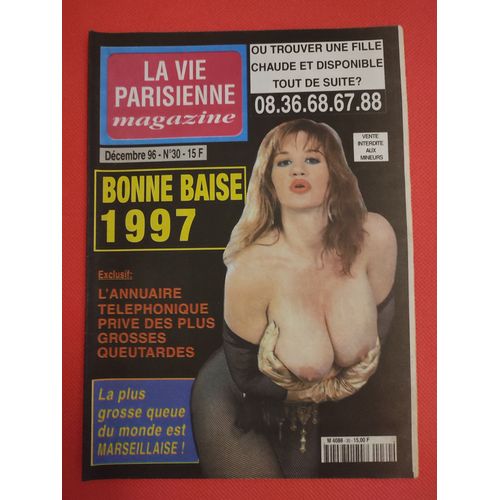 LA VIE
PARISIENNE
magazine
Décembre 96 - N°30 - 15 F
OU TROUVER UNE FILLE
CHAUDE ET DISPONIBLE
TOUT DE SUITE?
08.36.68.67.88
VENTE
INTERDITE
AUX
MINEURS
BONNE BAISE
1997
Exclusif:
L'ANNUAIRE
TELEPHONIQUE
PRIVE DES PLUS
GROSSES
QUEUTARDES
La plus
grosse queue
du monde est
MARSEILLAISE !
M 4088 - 30 - 15,00 F